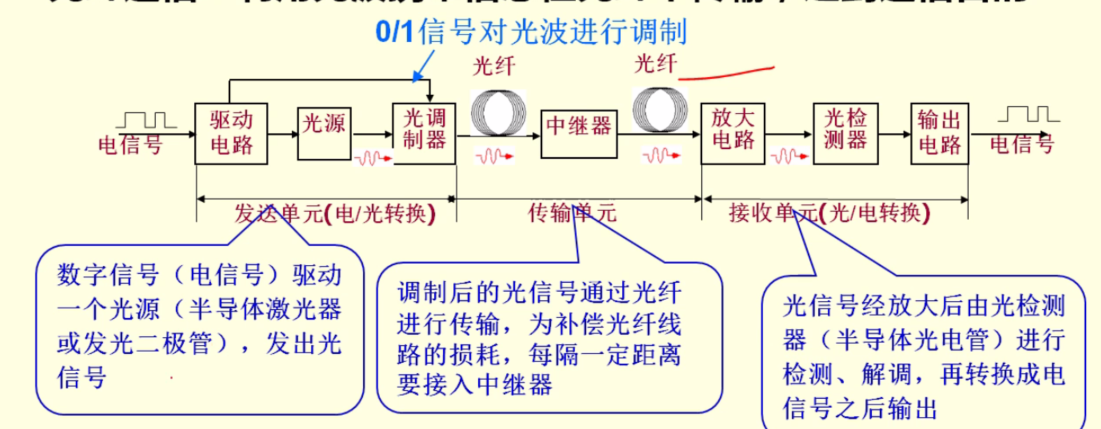 0/1信号对光波进行调制
光纤
光纤
电信号
驱动
电路
光源
光调
制器
中继器
放大
电路
光检
测器
输出
电路
电信号
发送单元(电/光转换)
传输单元
接收单元(光/电转换)
数字信号（电信号）驱动
一个光源（半导体激光器
或发光二极管），发出光
信号
调制后的光信号通过光纤
进行传输，为补偿光纤线
路的损耗，每隔一定距离
要接入中继器
光信号经放大后由光检测
器（半导体光电管）进行
检测、解调，再转换成电
信号之后输出